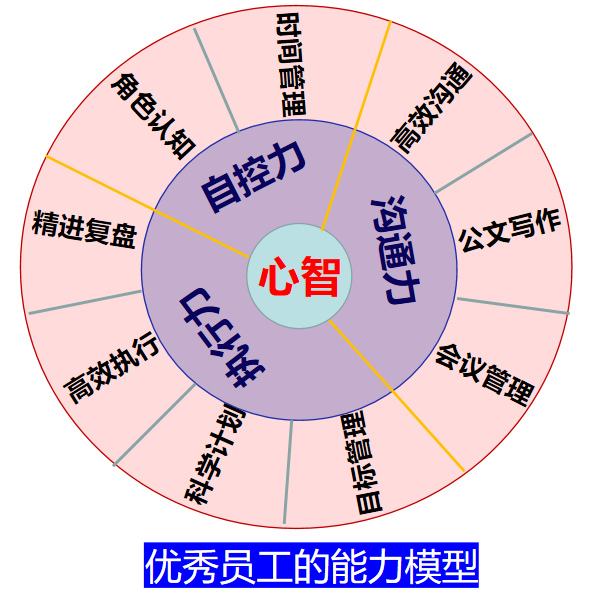 时间管理
高效沟通
公文写作
会议管理
目标管理
科学计划
高效执行
精进复盘
角色认知
自控力
沟通力
执行力
心智
优秀员工的能力模型